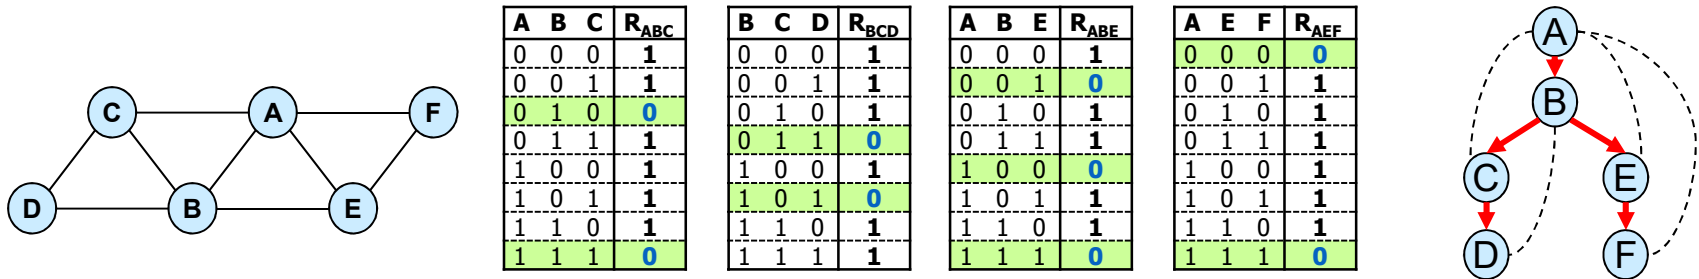 C A F
D B E
A B C R_ABC
0 0 0 1
0 0 1 1
0 1 0 0
0 1 1 1
1 0 0 1
1 0 1 1
1 1 0 1
1 1 1 0
B C D R_BCD
0 0 0 1
0 0 1 1
0 1 0 1
0 1 1 0
1 0 0 1
1 0 1 0
1 1 0 1
1 1 1 1
A B E R_ABE
0 0 0 1
0 0 1 0
0 1 0 1
0 1 1 1
1 0 0 0
1 0 1 1
1 1 0 1
1 1 1 0
A E F R_AEF
0 0 0 0
0 0 1 1
0 1 0 1
0 1 1 1
1 0 0 1
1 0 1 1
1 1 0 1
1 1 1 0
A
B
C E
D F